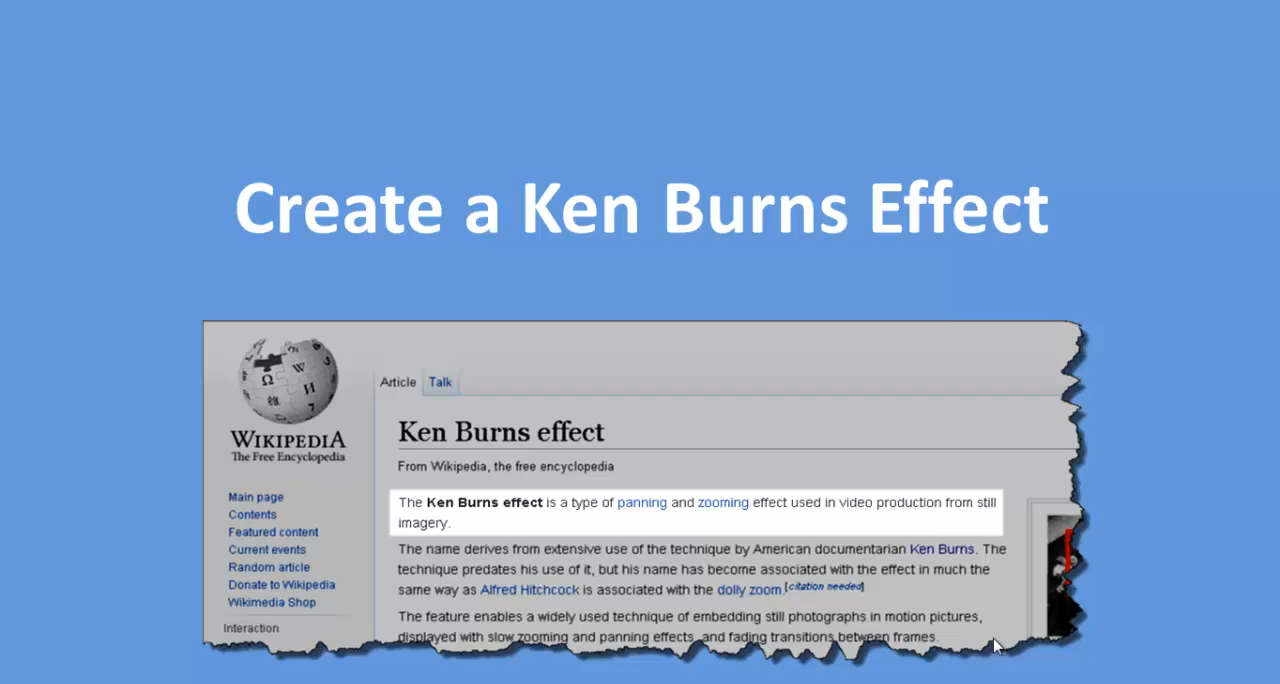 Create a Ken Burns Effect
WIKIPEDIA
The Free Encyclopedia
Main page
Contents
Featured content
Current events
Random article
Donate to Wikipedia
Wikimedia Shop
Interaction
Article Talk
Ken Burns effect
From Wikipedia, the free encyclopedia
The Ken Burns effect is a type of panning and zooming effect used in video production from still
imagery.
The name derives from extensive use of the technique by American documentarian Ken Burns. The
technique predates his use of it, but his name has become associated with the effect in much the
same way as Alfred Hitchcock is associated with the dolly zoom.[citation needed]
The feature enables a widely used technique of embedding still photographs in motion pictures,
displayed with slow zooming and panning effects, and fading transitions between frames.